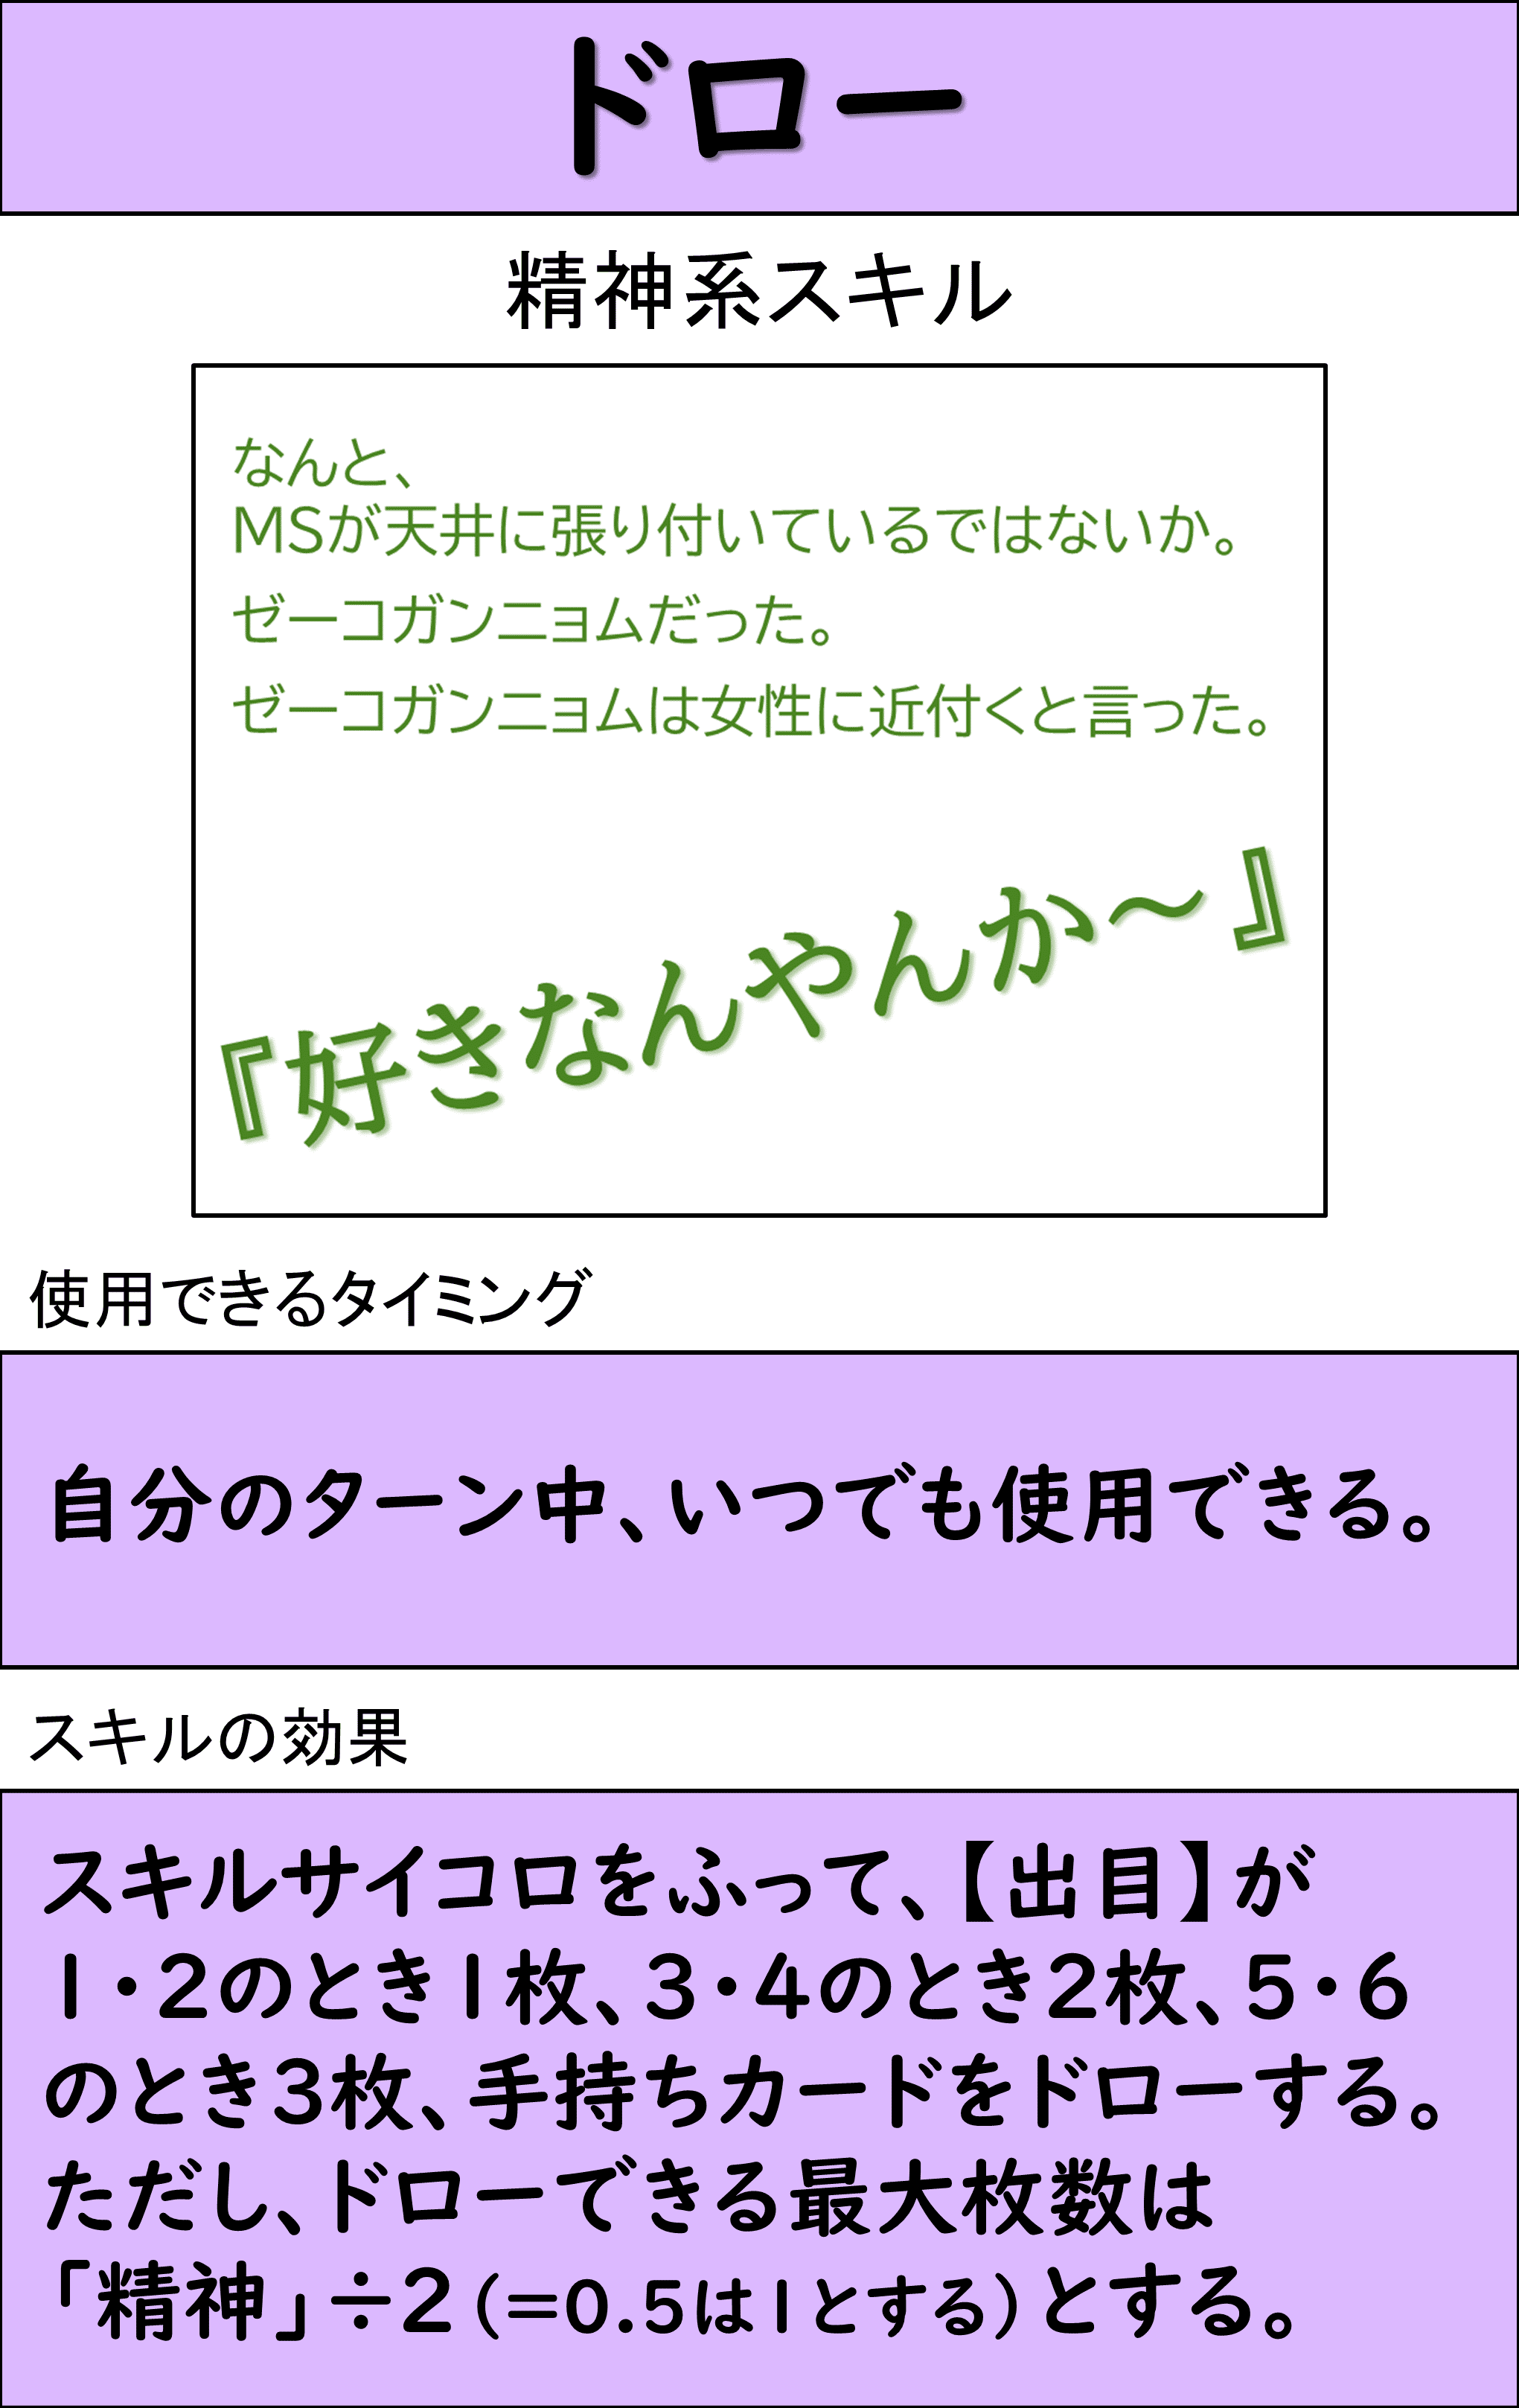 ドロー
精神系スキル
なんと、
MSが天井に張り付いているではないか。
ゼーコガンニョムだった。
ゼーコガンニョムは女性に近付くと言った。
『好きなんやんか～』
使用できるタイミング
自分のターン中、いつでも使用できる。
スキルの効果
スキルサイコロをふって、【出目】が
1・2のとき1枚、3・4のとき2枚、5・6
のとき3枚、手持ちカードをドローする。
ただし、ドローできる最大枚数は
「精神」÷2（＝0.5は1とする）とする。